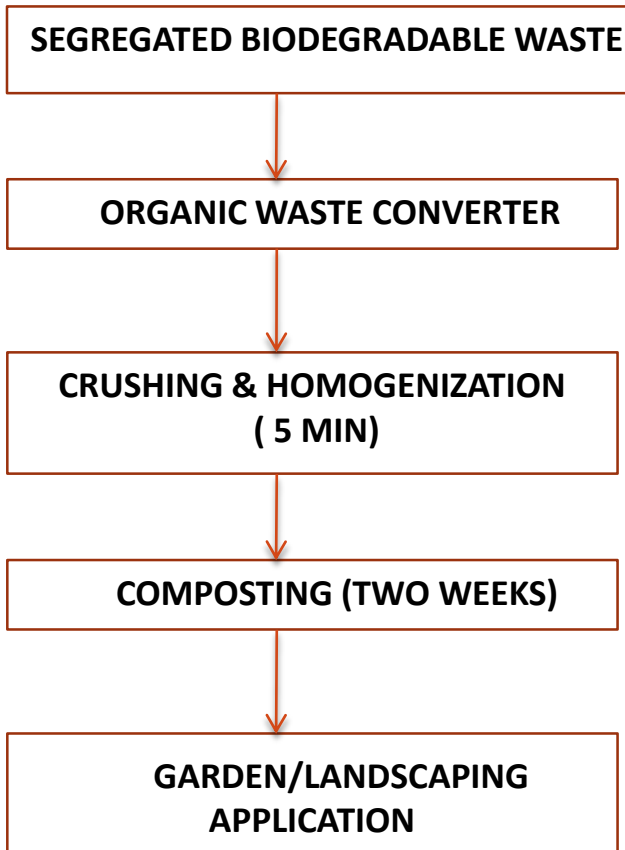 SEGREGATED BIODEGRADABLE WASTE
ORGANIC WASTE CONVERTER
CRUSHING & HOMOGENIZATION
( 5 MIN)
COMPOSTING (TWO WEEKS)
GARDEN/LANDSCAPING
APPLICATION